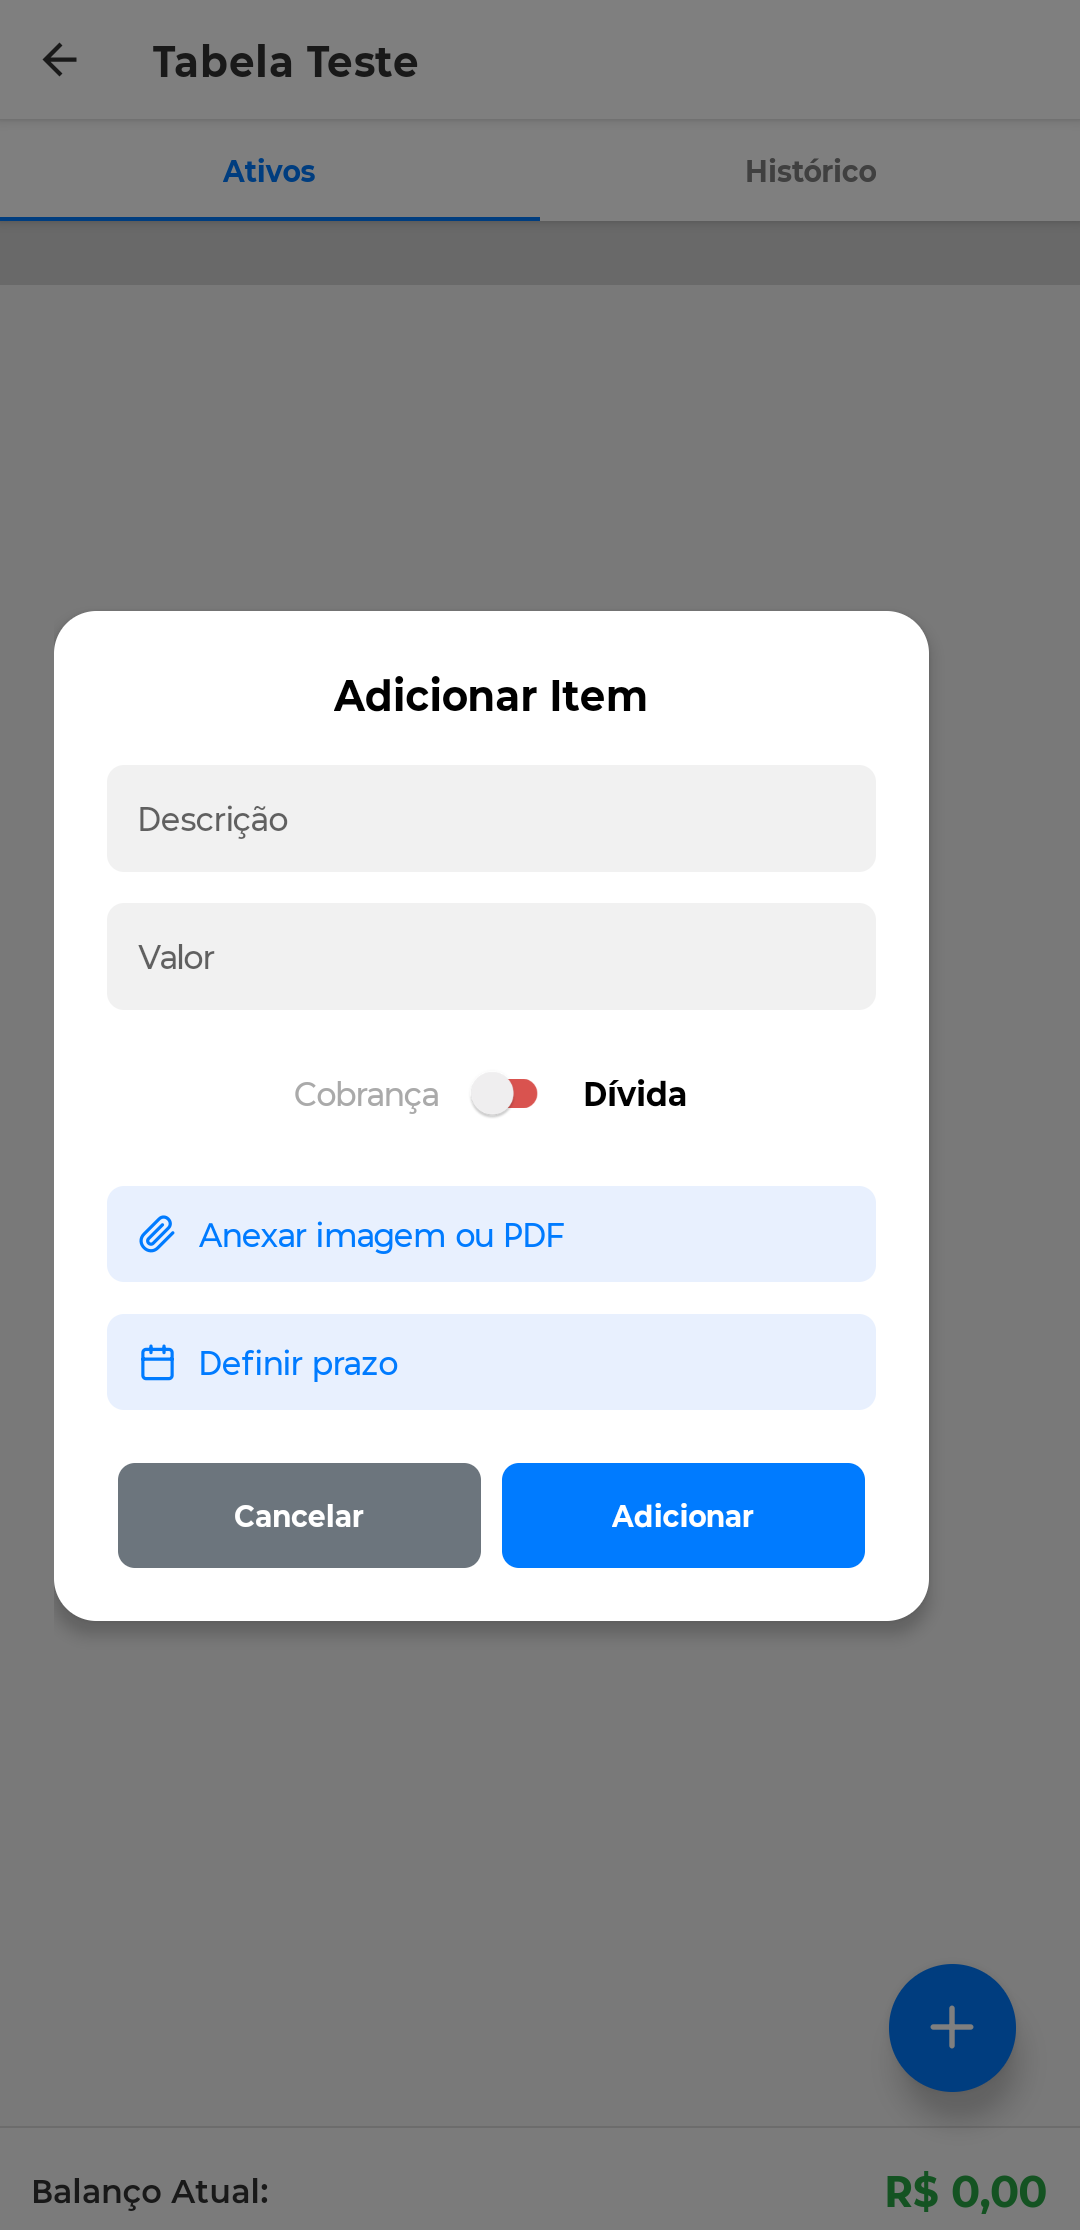 Tabela Teste
Ativos
Histórico
Adicionar Item
Descrição
Valor
Cobrança
Dívida
Anexar imagem ou PDF
Definir prazo
Cancelar
Adicionar
Balanço Atual:
R$ 0,00